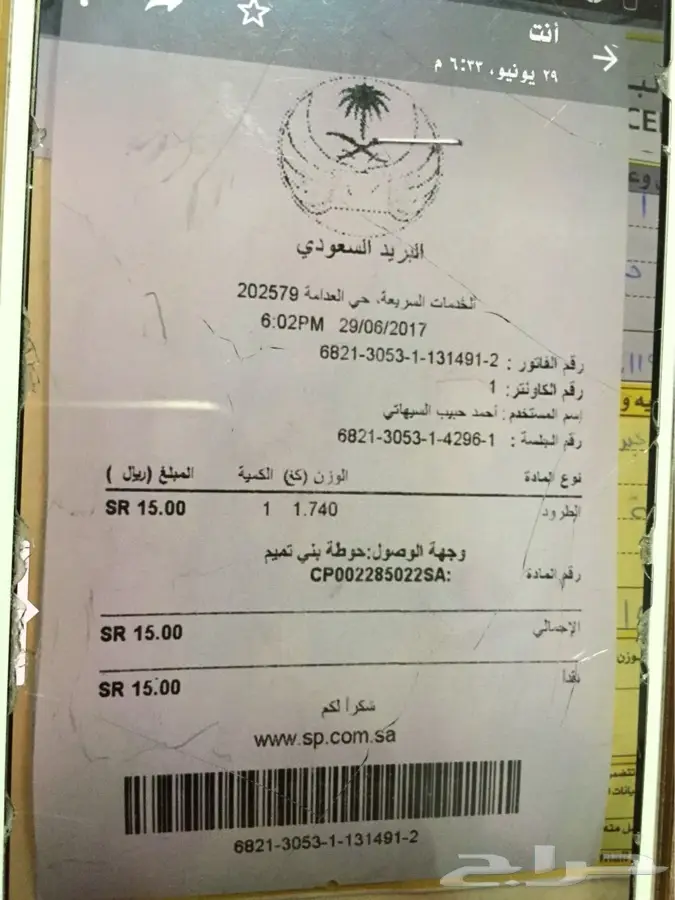 أنت
٢٩ يونيو، ٦:٣٣ م
البريد السعودي
الخدمات السريعة، حي العدامة 202579
6:02PM 29/06/2017
رقم الفاتور : 6821-3053-1-131491-2
رقم الكاونتر: 1
إسم المستخدم : أحمد حبيب السيهاتي
رقم الجلسة : 6821-3053-1-4296-1
نوع المادة الوزن (كغ) الكمية المبلغ (ريال )
الطرود 1.740 1 SR 15.00
وجهة الوصول:حوطة بني تميم
رقم المادة :CP002285022SA
الإجمالي SR 15.00
نقدا SR 15.00
شكرا لكم
www.sp.com.sa
6821-3053-1-131491-2
حراج